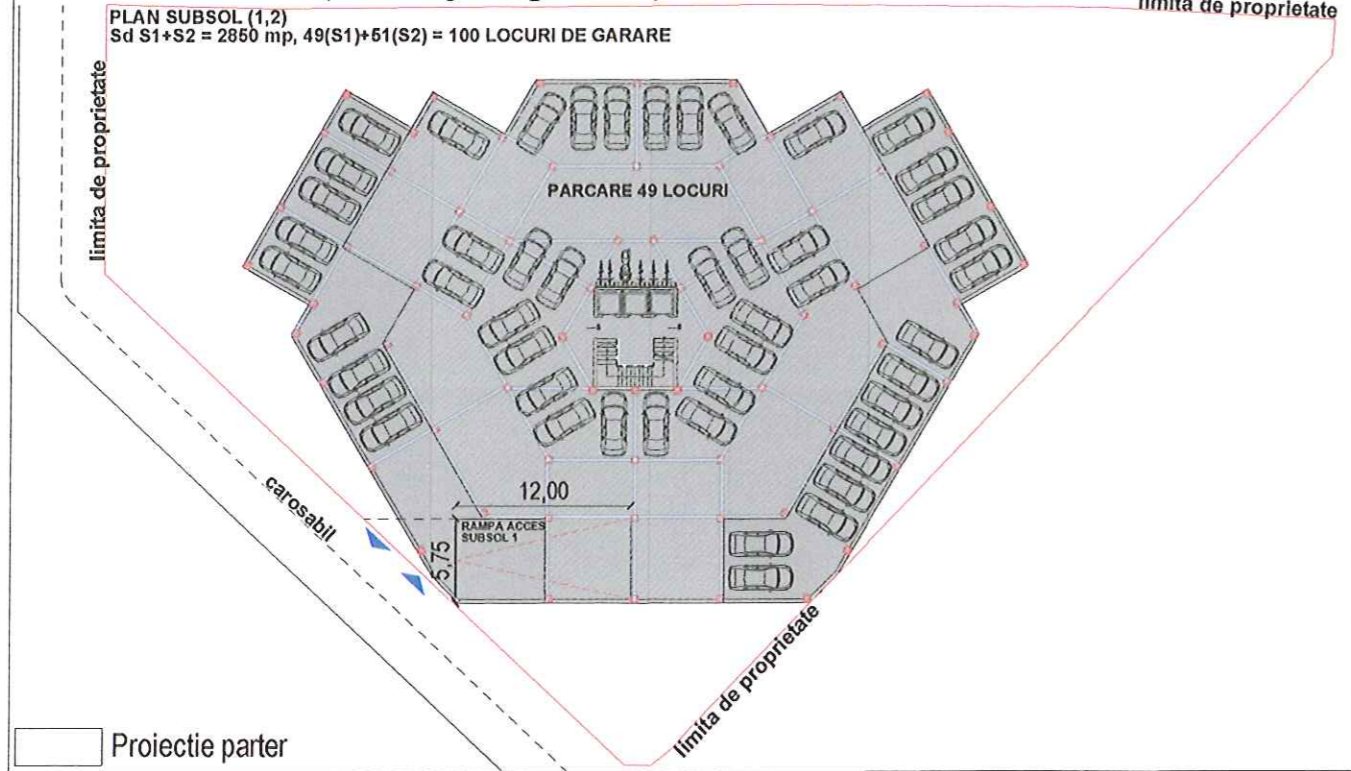 limita de proprietate
PLAN SUBSOL (1,2)
Sd S1+S2 = 2850 mp, 49(S1)+51(S2) = 100 LOCURI DE GARARE
limita de proprietate
PARCARE 49 LOCURI
12,00
RAMPA ACCES
SUBSOL 1
5,75
carosabil
limita de proprietate
Proiectie parter